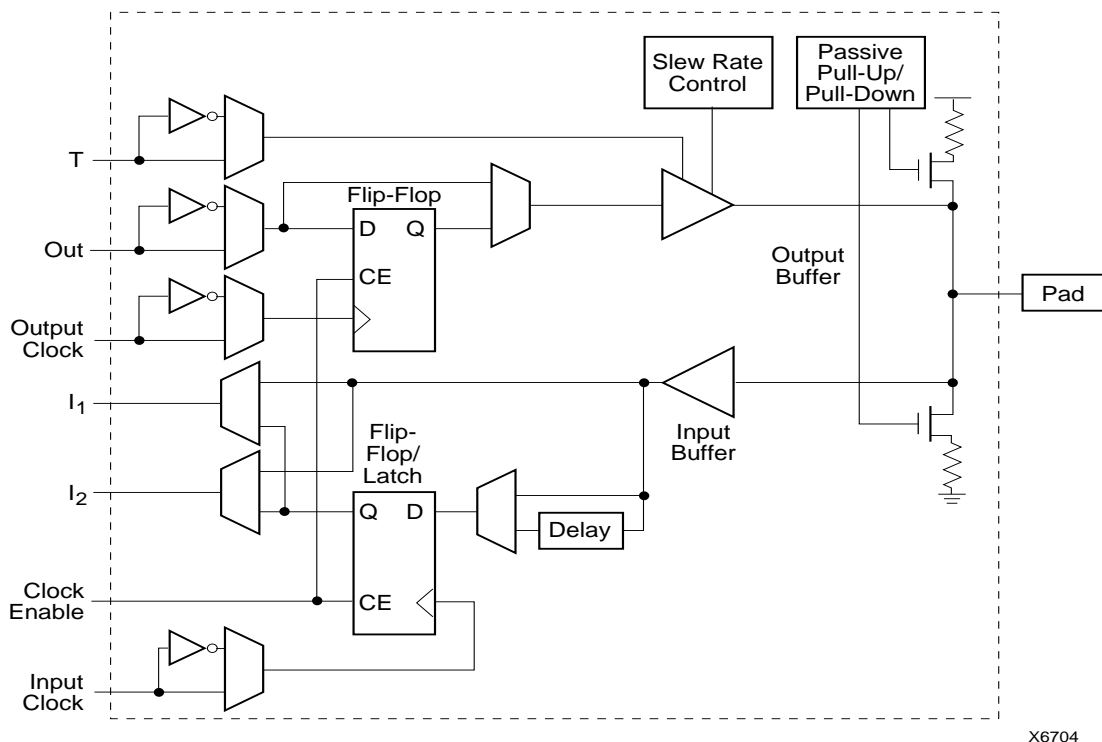 Slew Rate
Control
Passive
Pull-Up/
Pull-Down
T
Flip-Flop
D
Q
Out
CE
Output
Buffer
Pad
Output
Clock
I1
Flip-
Flop/
Latch
Input
Buffer
I2
Q
D
Delay
Clock
Enable
CE
Input
Clock
X6704